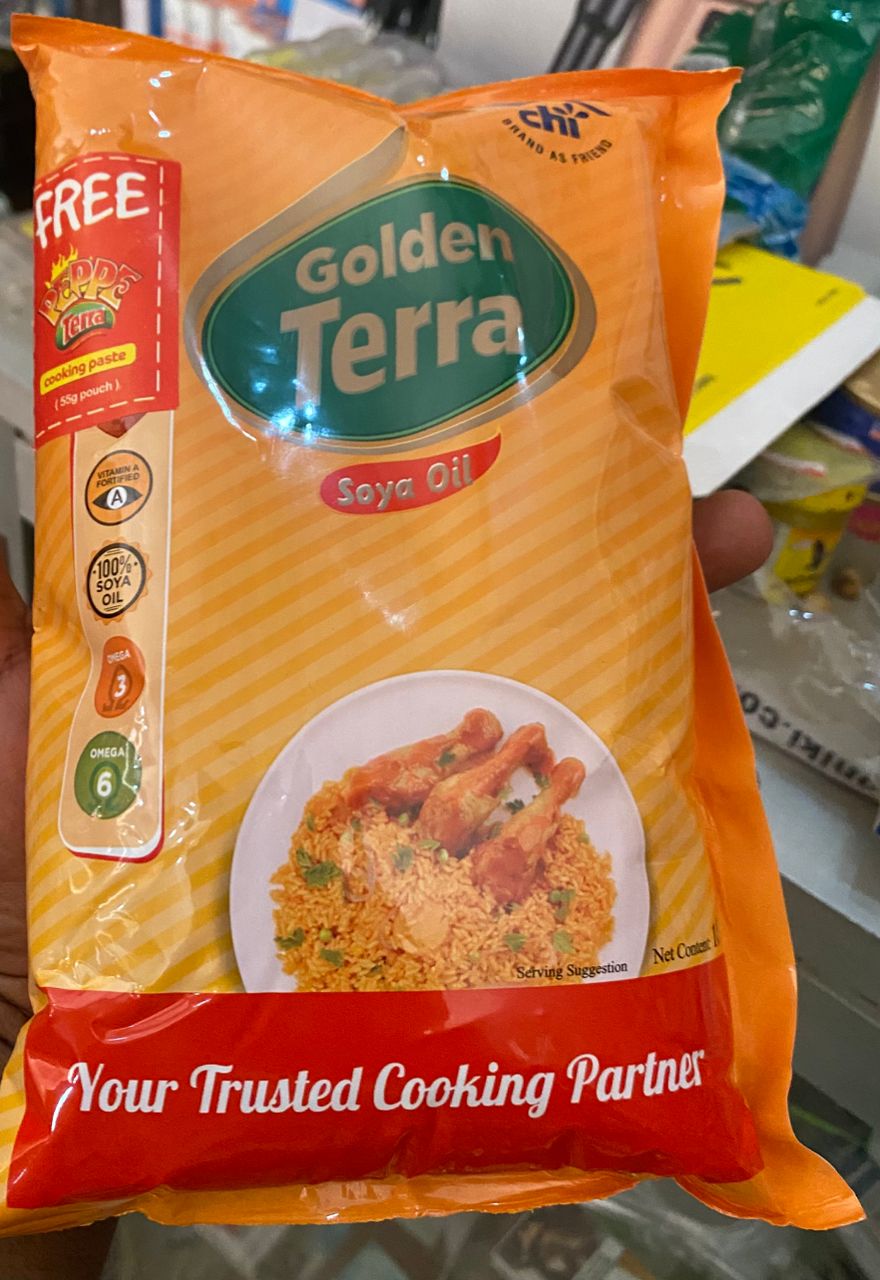 chi
BRAND AS FRIEND
FREE
PEPPE
Terra
cooking paste
( 55g pouch )
Golden
Terra
Soya Oil
VITAMIN A
FORTIFIED
A
100%
SOYA
OIL
OMEGA
3
OMEGA
6
Serving Suggestion
Net Content:
Your Trusted Cooking Partner